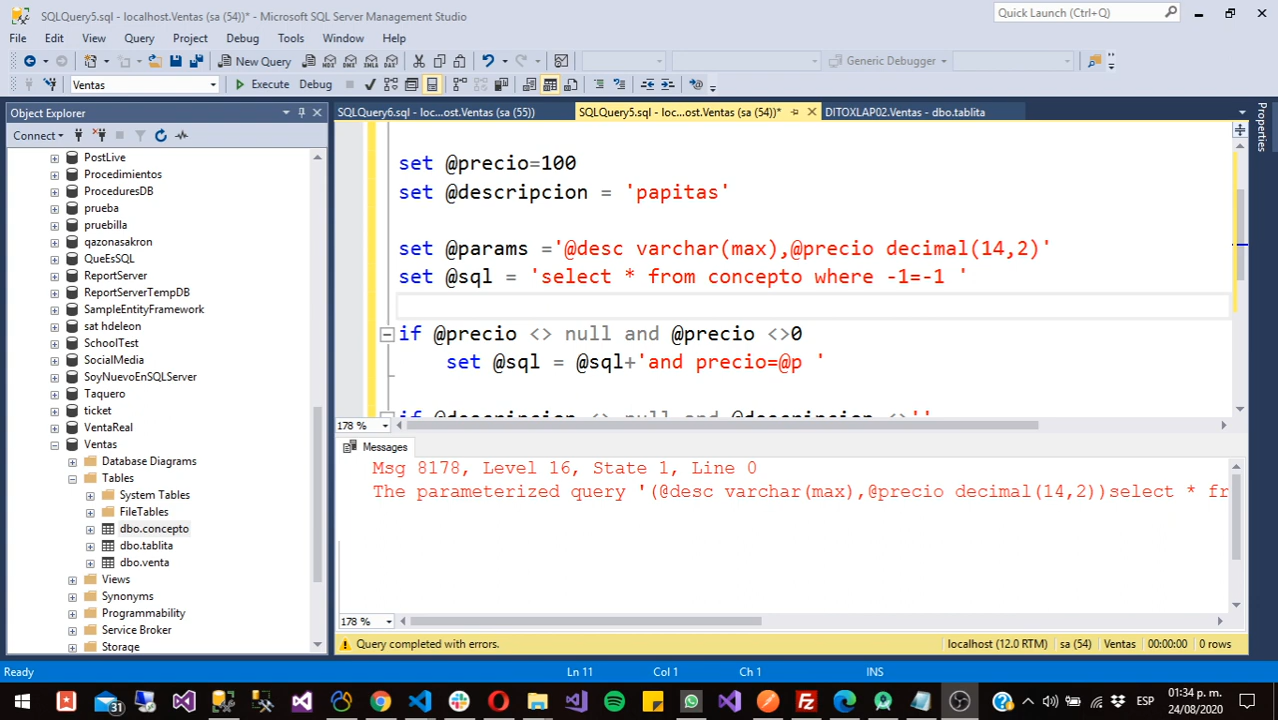 SQLQuery5.sql - localhost.Ventas (sa (54))* - Microsoft SQL Server Management Studio
Quick Launch (Ctrl+Q)
File Edit View Query Project Debug Tools Window Help
New Query
Generic Debugger
Ventas
Execute Debug
Object Explorer
SQLQuery6.sql - loc...ost.Ventas (sa (55))
SQLQuery5.sql - loc...ost.Ventas (sa (54))*
DITOXLAP02.Ventas - dbo.tablita
Properties
Connect
PostLive
Procedimientos
ProceduresDB
prueba
pruebilla
qazonasakron
QueEsSQL
ReportServer
ReportServerTempDB
SampleEntityFramework
sat hdeleon
SchoolTest
SocialMedia
SoyNuevoEnSQLServer
Taquero
ticket
VentaReal
Ventas
Database Diagrams
Tables
System Tables
FileTables
dbo.concepto
dbo.tablita
dbo.venta
Views
Synonyms
Programmability
Service Broker
Storage
set @precio=100
set @descripcion = 'papitas'
set @params ='@desc varchar(max),@precio decimal(14,2)'
set @sql = 'select * from concepto where -1=-1 '
if @precio <> null and @precio <>0
set @sql = @sql+'and precio=@p '
if @descripcion <> null and @descripcion <>''
178 %
Messages
Msg 8178, Level 16, State 1, Line 0
The parameterized query '(@desc varchar(max),@precio decimal(14,2))select * fr
178 %
Query completed with errors.
localhost (12.0 RTM) sa (54) Ventas 00:00:00 0 rows
Ready
Ln 11 Col 1 Ch 1 INS
31
ESP
01:34 p. m.
24/08/2020